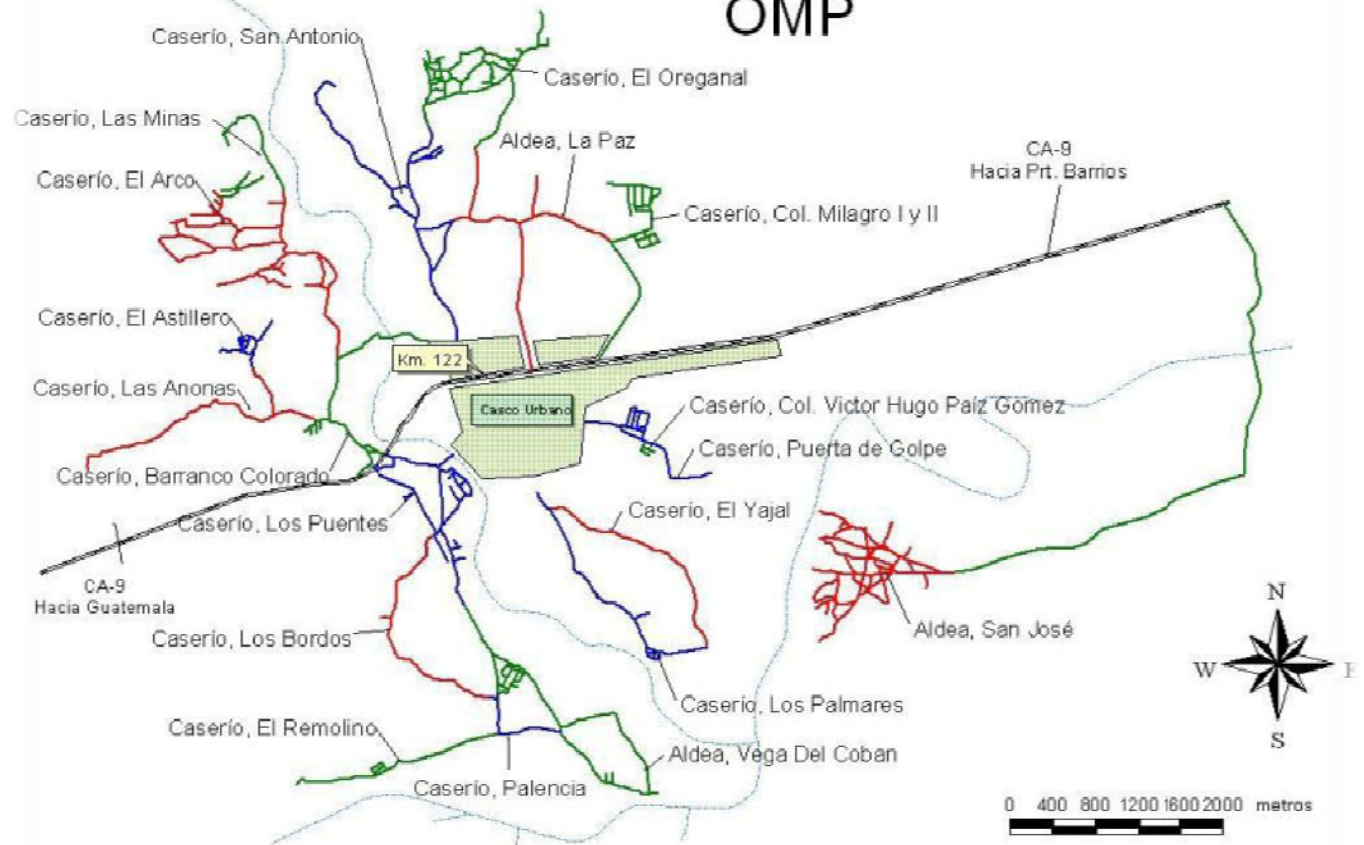 OMP
Caserío, San Antonio
Caserío, El Oreganal
Caserío, Las Minas
Aldea, La Paz
CA-9
Hacia Prt. Barrios
Caserío, El Arco
Caserío, Col. Milagro I y II
Caserío, El Astillero
Km. 122
Caserío, Las Anonas
Casco Urbano
Caserío, Col. Victor Hugo Paíz Gómez
Caserío, Puerta de Golpe
Caserío, Barranco Colorado
Caserío, Los Puentes
Caserío, El Yajal
CA-9
Hacia Guatemala
N
Caserío, Los Bordos
Aldea, San José
W
E
Caserío, Los Palmares
S
Caserío, El Remolino
Aldea, Vega Del Coban
Caserío, Palencia
0 400 800 1200 1600 2000 metros